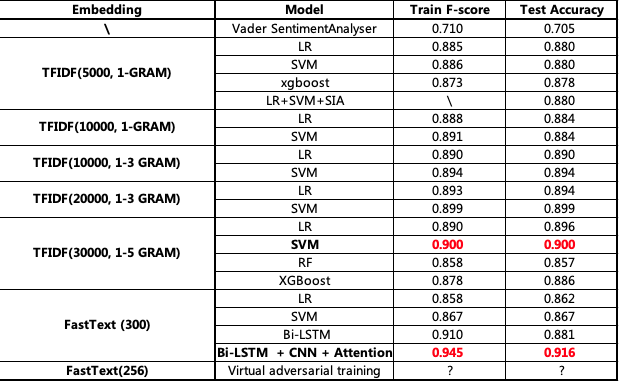 Embedding Model Train F-score Test Accuracy
\ Vader SentimentAnalyser 0.710 0.705
TFIDF(5000, 1-GRAM) LR 0.885 0.880
SVM 0.886 0.880
xgboost 0.873 0.878
LR+SVM+SIA \ 0.880
TFIDF(10000, 1-GRAM) LR 0.888 0.884
SVM 0.891 0.884
TFIDF(10000, 1-3 GRAM) LR 0.890 0.890
SVM 0.894 0.894
TFIDF(20000, 1-3 GRAM) LR 0.893 0.894
SVM 0.899 0.899
TFIDF(30000, 1-5 GRAM) LR 0.890 0.896
SVM 0.900 0.900
RF 0.858 0.857
XGBoost 0.878 0.886
FastText (300) LR 0.858 0.862
SVM 0.867 0.867
Bi-LSTM 0.910 0.881
Bi-LSTM + CNN + Attention 0.945 0.916
FastText(256) Virtual adversarial training ? ?